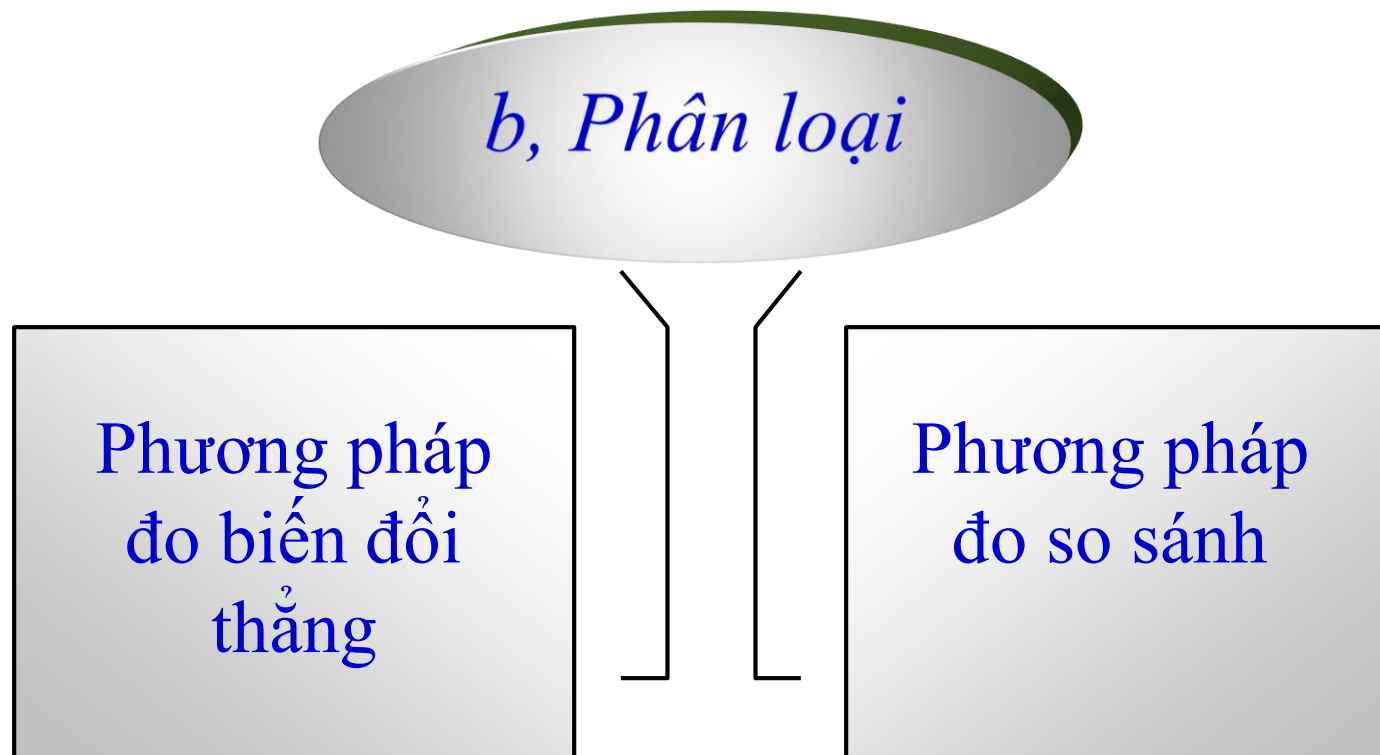 b, Phân loại
Phương pháp
đo biến đổi
thẳng
Phương pháp
đo so sánh